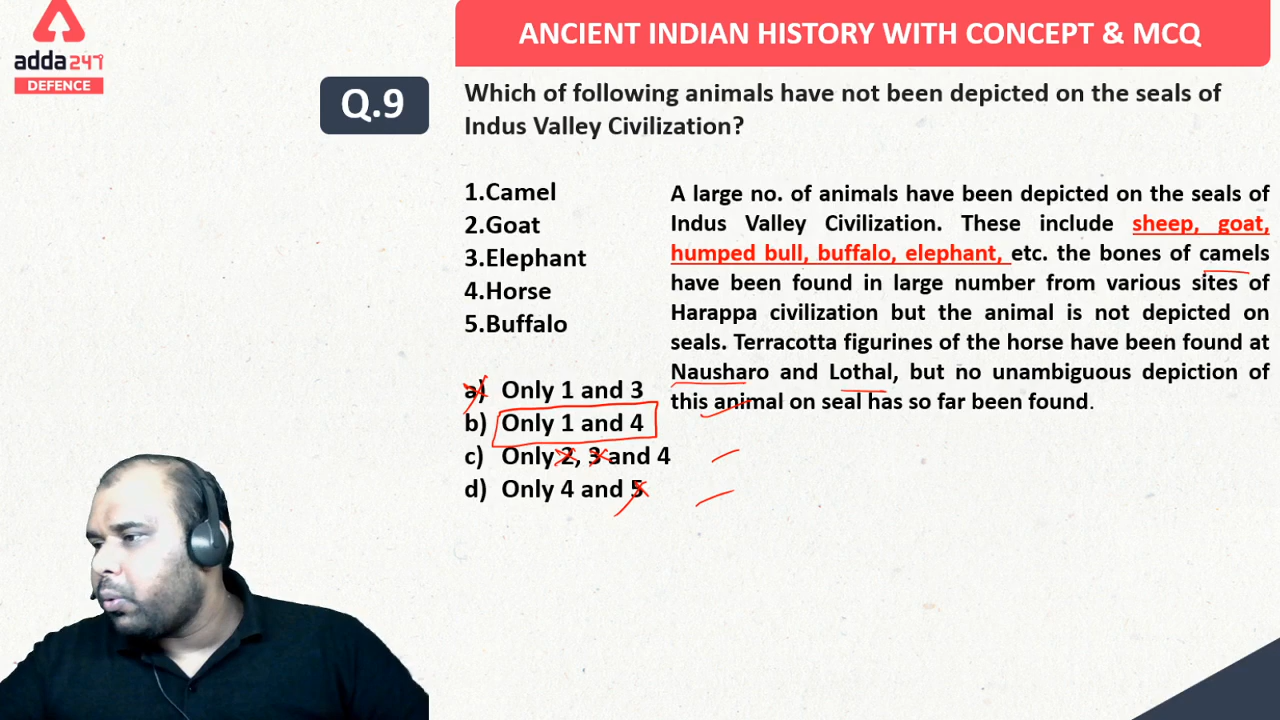 adda247
DEFENCE
ANCIENT INDIAN HISTORY WITH CONCEPT & MCQ
Q.9
Which of following animals have not been depicted on the seals of
Indus Valley Civilization?
1.Camel
2.Goat
3.Elephant
4.Horse
5.Buffalo
a) Only 1 and 3
b) Only 1 and 4
c) Only 2, 3 and 4
d) Only 4 and 5
A large no. of animals have been depicted on the seals of
Indus Valley Civilization. These include sheep, goat,
humped bull, buffalo, elephant, etc. the bones of camels
have been found in large number from various sites of
Harappa civilization but the animal is not depicted on
seals. Terracotta figurines of the horse have been found at
Nausharo and Lothal, but no unambiguous depiction of
this animal on seal has so far been found.